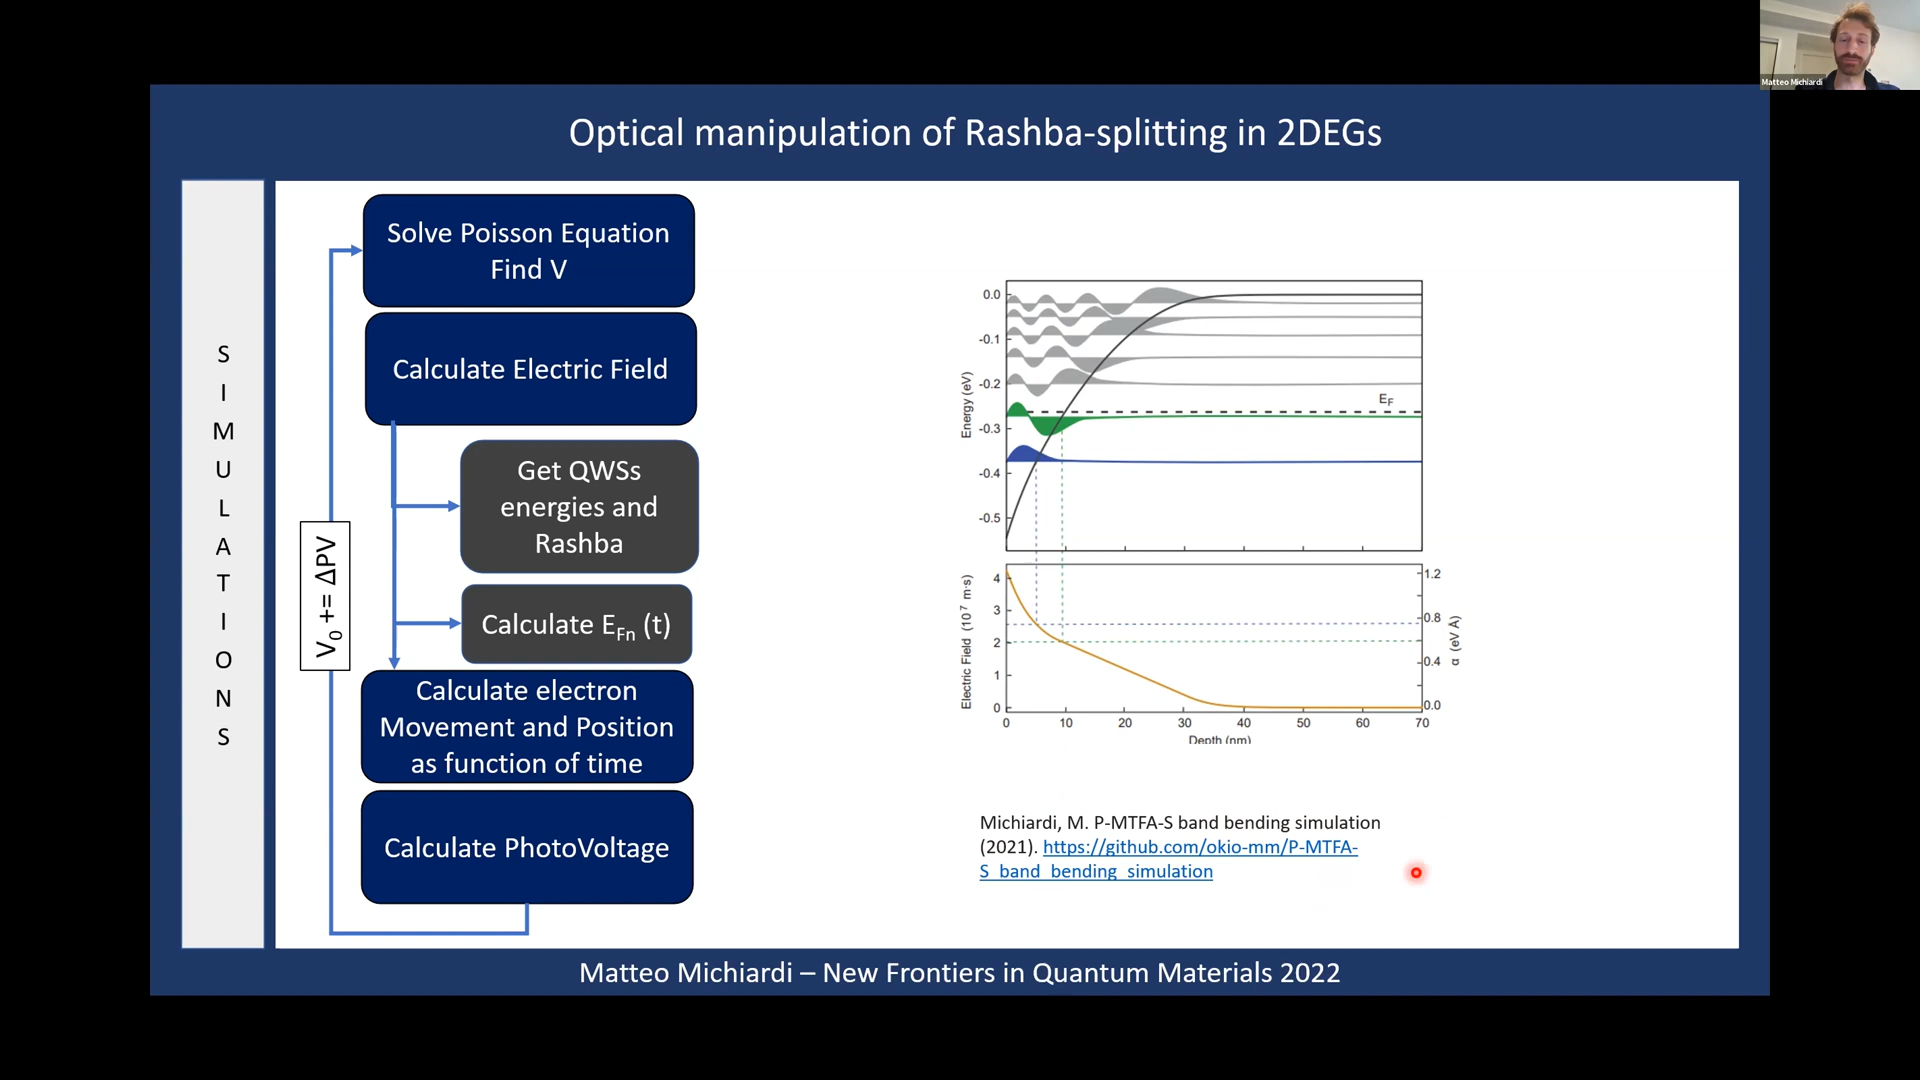 Matteo Michiardi
Optical manipulation of Rashba-splitting in 2DEGs
SIMULATIONS
Solve Poisson Equation
Find V
Calculate Electric Field
Get QWSs
energies and
Rashba
Calculate E_Fn (t)
Calculate electron
Movement and Position
as function of time
Calculate PhotoVoltage
V₀ += ΔPV
Energy (eV)
0.0
-0.1
-0.2
-0.3
-0.4
-0.5
E_F
Electric Field (10⁷ m·s)
4
3
2
1
0
1.2
0.8
0.4
0.0
α (eV Å)
0 10 20 30 40 50 60 70
Depth (nm)
Michiardi, M. P-MTFA-S band bending simulation
(2021). https://github.com/okio-mm/P-MTFA-
S_band_bending_simulation
Matteo Michiardi – New Frontiers in Quantum Materials 2022